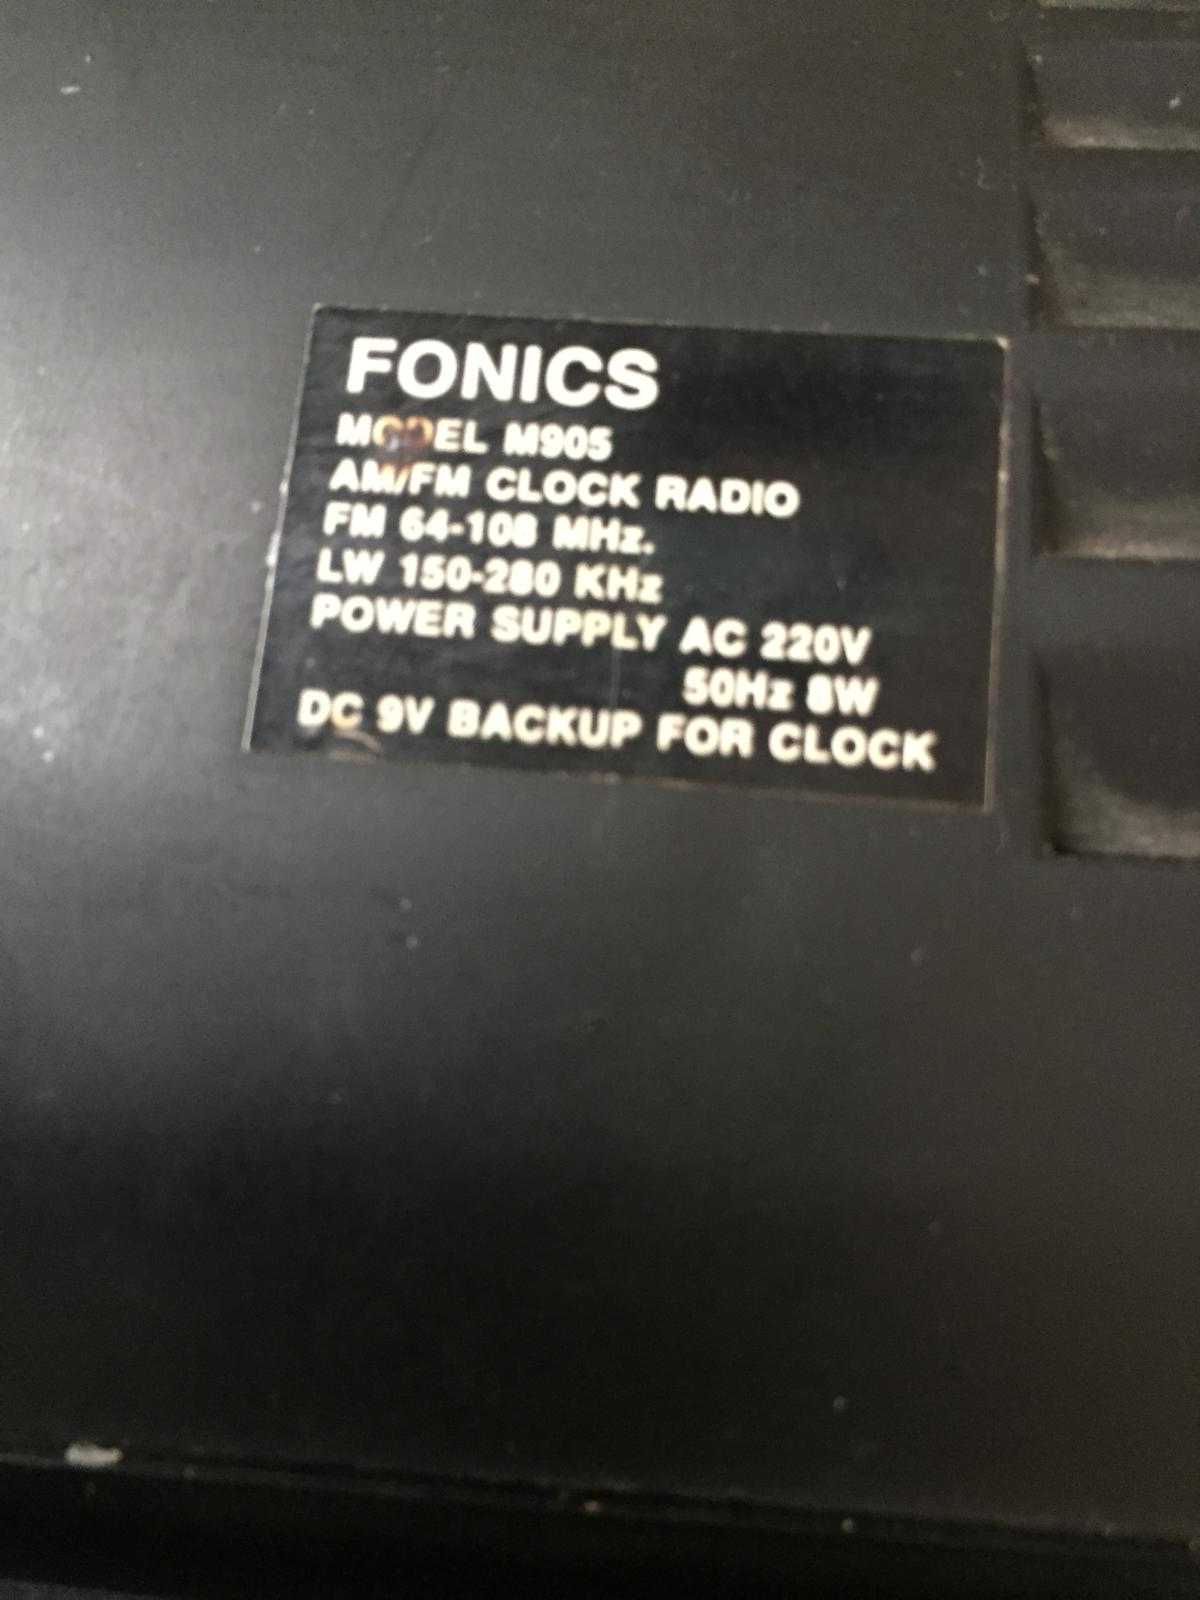 FONICS
MODEL M905
AM/FM CLOCK RADIO
FM 64-108 MHz.
LW 150-280 KHz
POWER SUPPLY AC 220V
50Hz 8W
DC 9V BACKUP FOR CLOCK